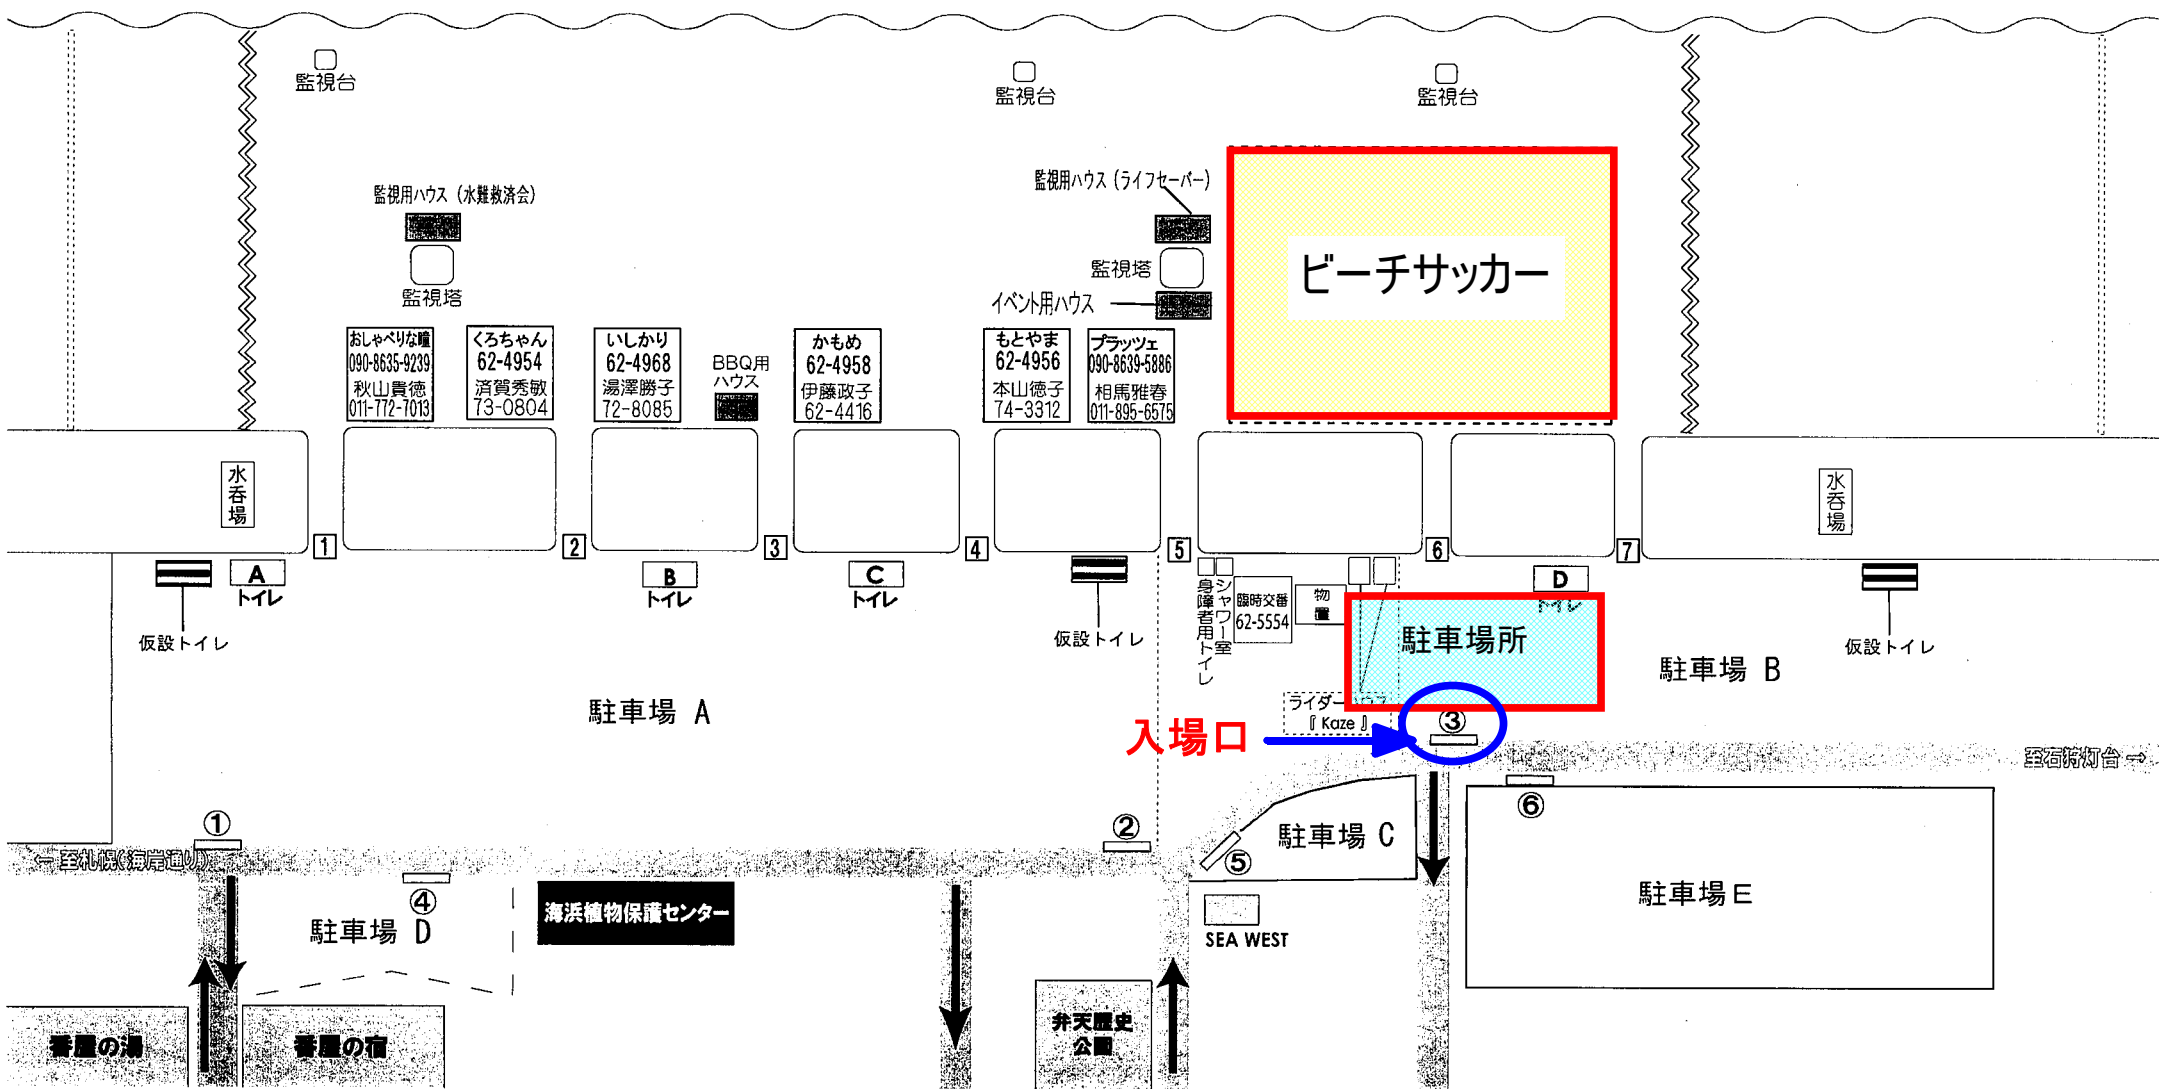 監視台
監視台
監視台
監視用ハウス（水難救済会）
監視塔
監視用ハウス（ライフセーバー）
監視塔
イベント用ハウス
ビーチサッカー
おしゃべりな瞳
090-8635-9239
秋山貴徳
011-772-7013
くろちゃん
62-4954
済賀秀敏
73-0804
いしかり
62-4968
湯澤勝子
72-8085
BBQ用
ハウス
かもめ
62-4958
伊藤政子
62-4416
もとやま
62-4956
本山徳子
74-3312
プラッツェ
090-8639-5886
相馬雅春
011-895-6575
水呑場
水呑場
1
2
3
4
5
6
7
A
トイレ
仮設トイレ
B
トイレ
C
トイレ
仮設トイレ
シャワー室
身障者用トイレ
臨時交番
62-5554
物置
D
トイレ
仮設トイレ
駐車場所
駐車場 A
駐車場 B
ライダーハウス
『 Kaze 』
入場口
③
至石狩灯台 →
①
②
← 至札幌(海岸通り)
④
⑤
⑥
駐車場 C
駐車場 D
駐車場 E
海浜植物保護センター
SEA WEST
番屋の湯
番屋の宿
弁天歴史
公園